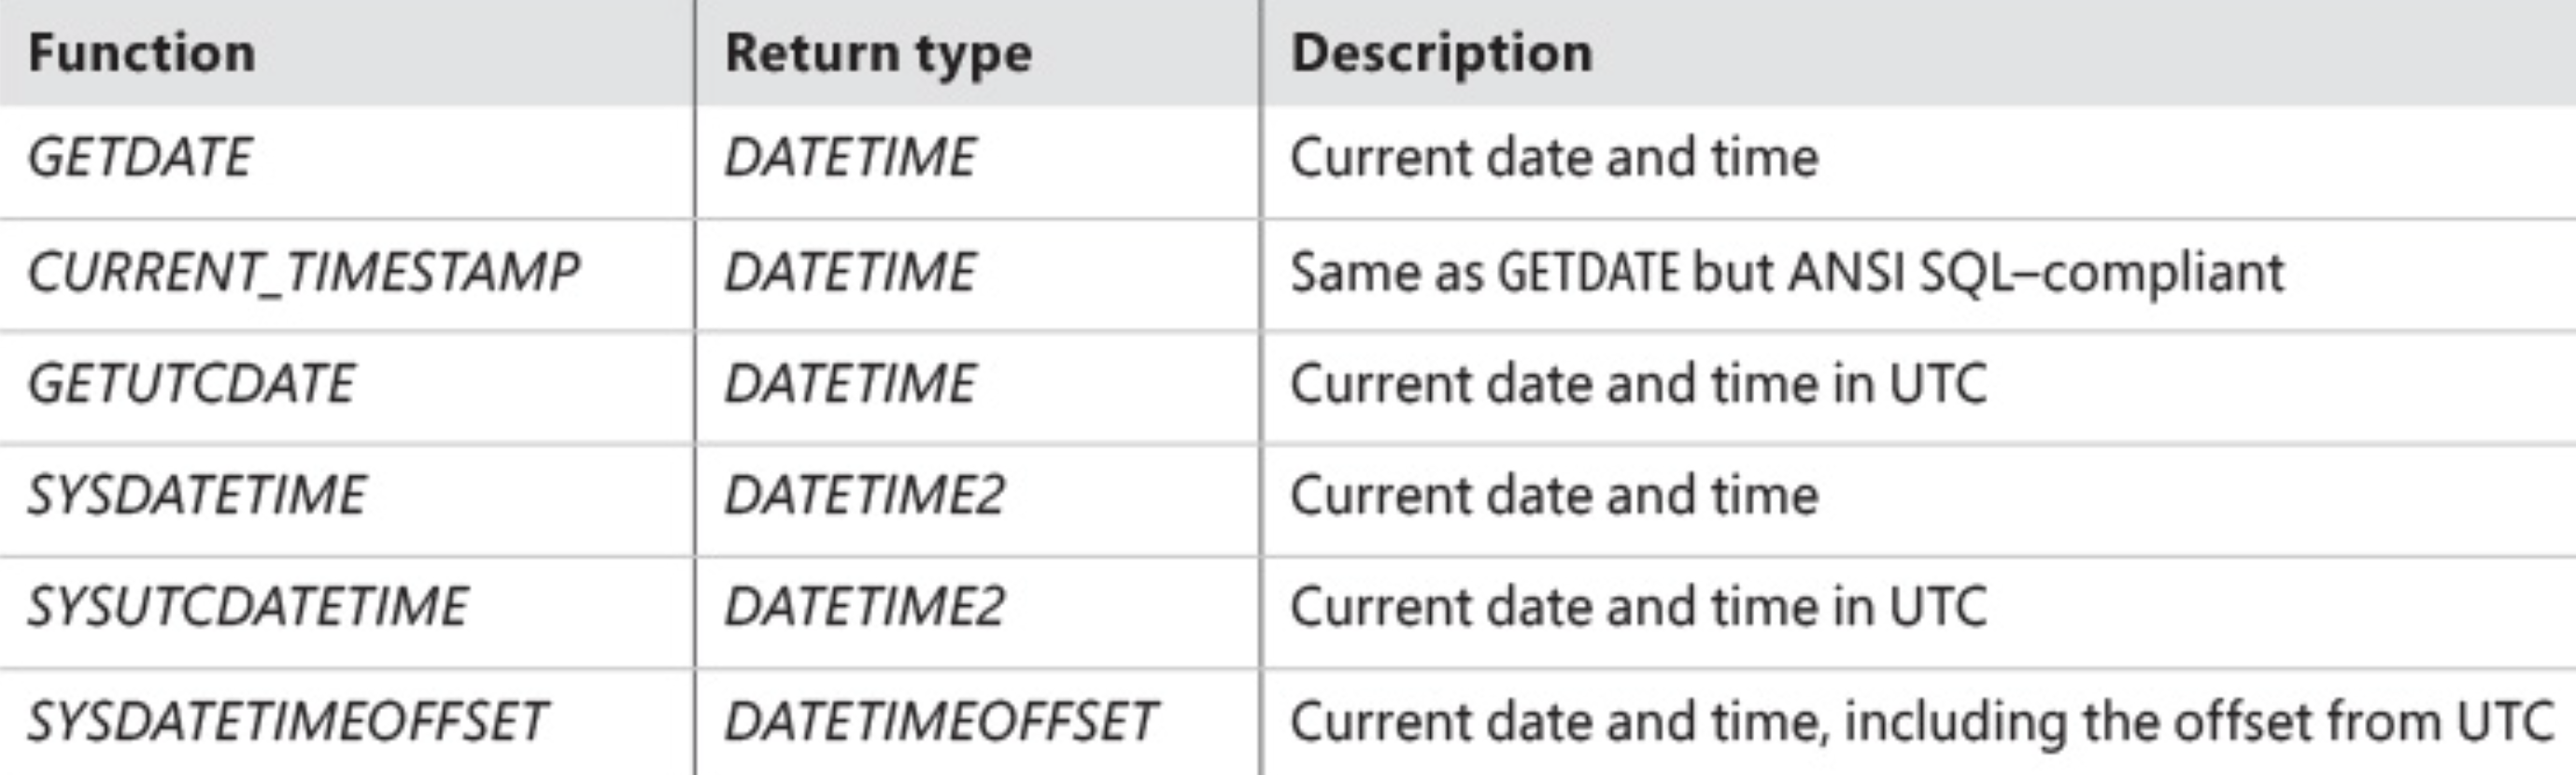 Function Return type Description
GETDATE DATETIME Current date and time
CURRENT_TIMESTAMP DATETIME Same as GETDATE but ANSI SQL–compliant
GETUTCDATE DATETIME Current date and time in UTC
SYSDATETIME DATETIME2 Current date and time
SYSUTCDATETIME DATETIME2 Current date and time in UTC
SYSDATETIMEOFFSET DATETIMEOFFSET Current date and time, including the offset from UTC